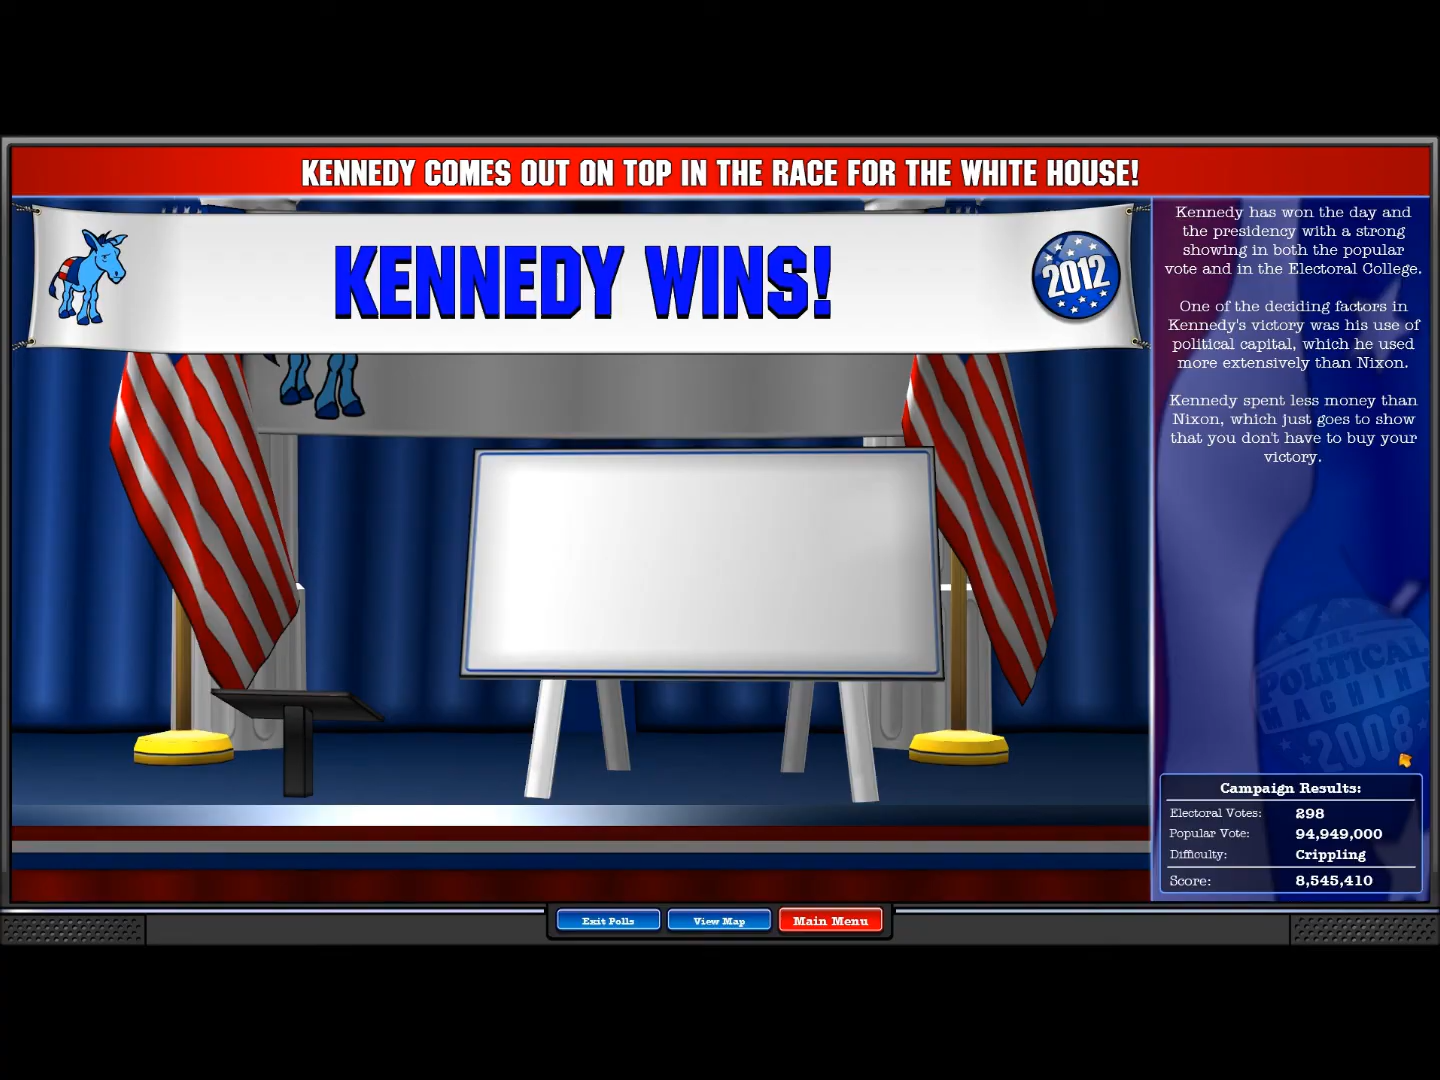 KENNEDY COMES OUT ON TOP IN THE RACE FOR THE WHITE HOUSE!
KENNEDY WINS!
2012
Kennedy has won the day and
the presidency with a strong
showing in both the popular
vote and in the Electoral College.
One of the deciding factors in
Kennedy's victory was his use of
political capital, which he used
more extensively than Nixon.
Kennedy spent less money than
Nixon, which just goes to show
that you don't have to buy your
victory.
THE
POLITICAL
MACHINE
2008
Campaign Results:
Electoral Votes: 298
Popular Vote: 94,949,000
Difficulty: Crippling
Score: 8,545,410
Exit Polls
View Map
Main Menu